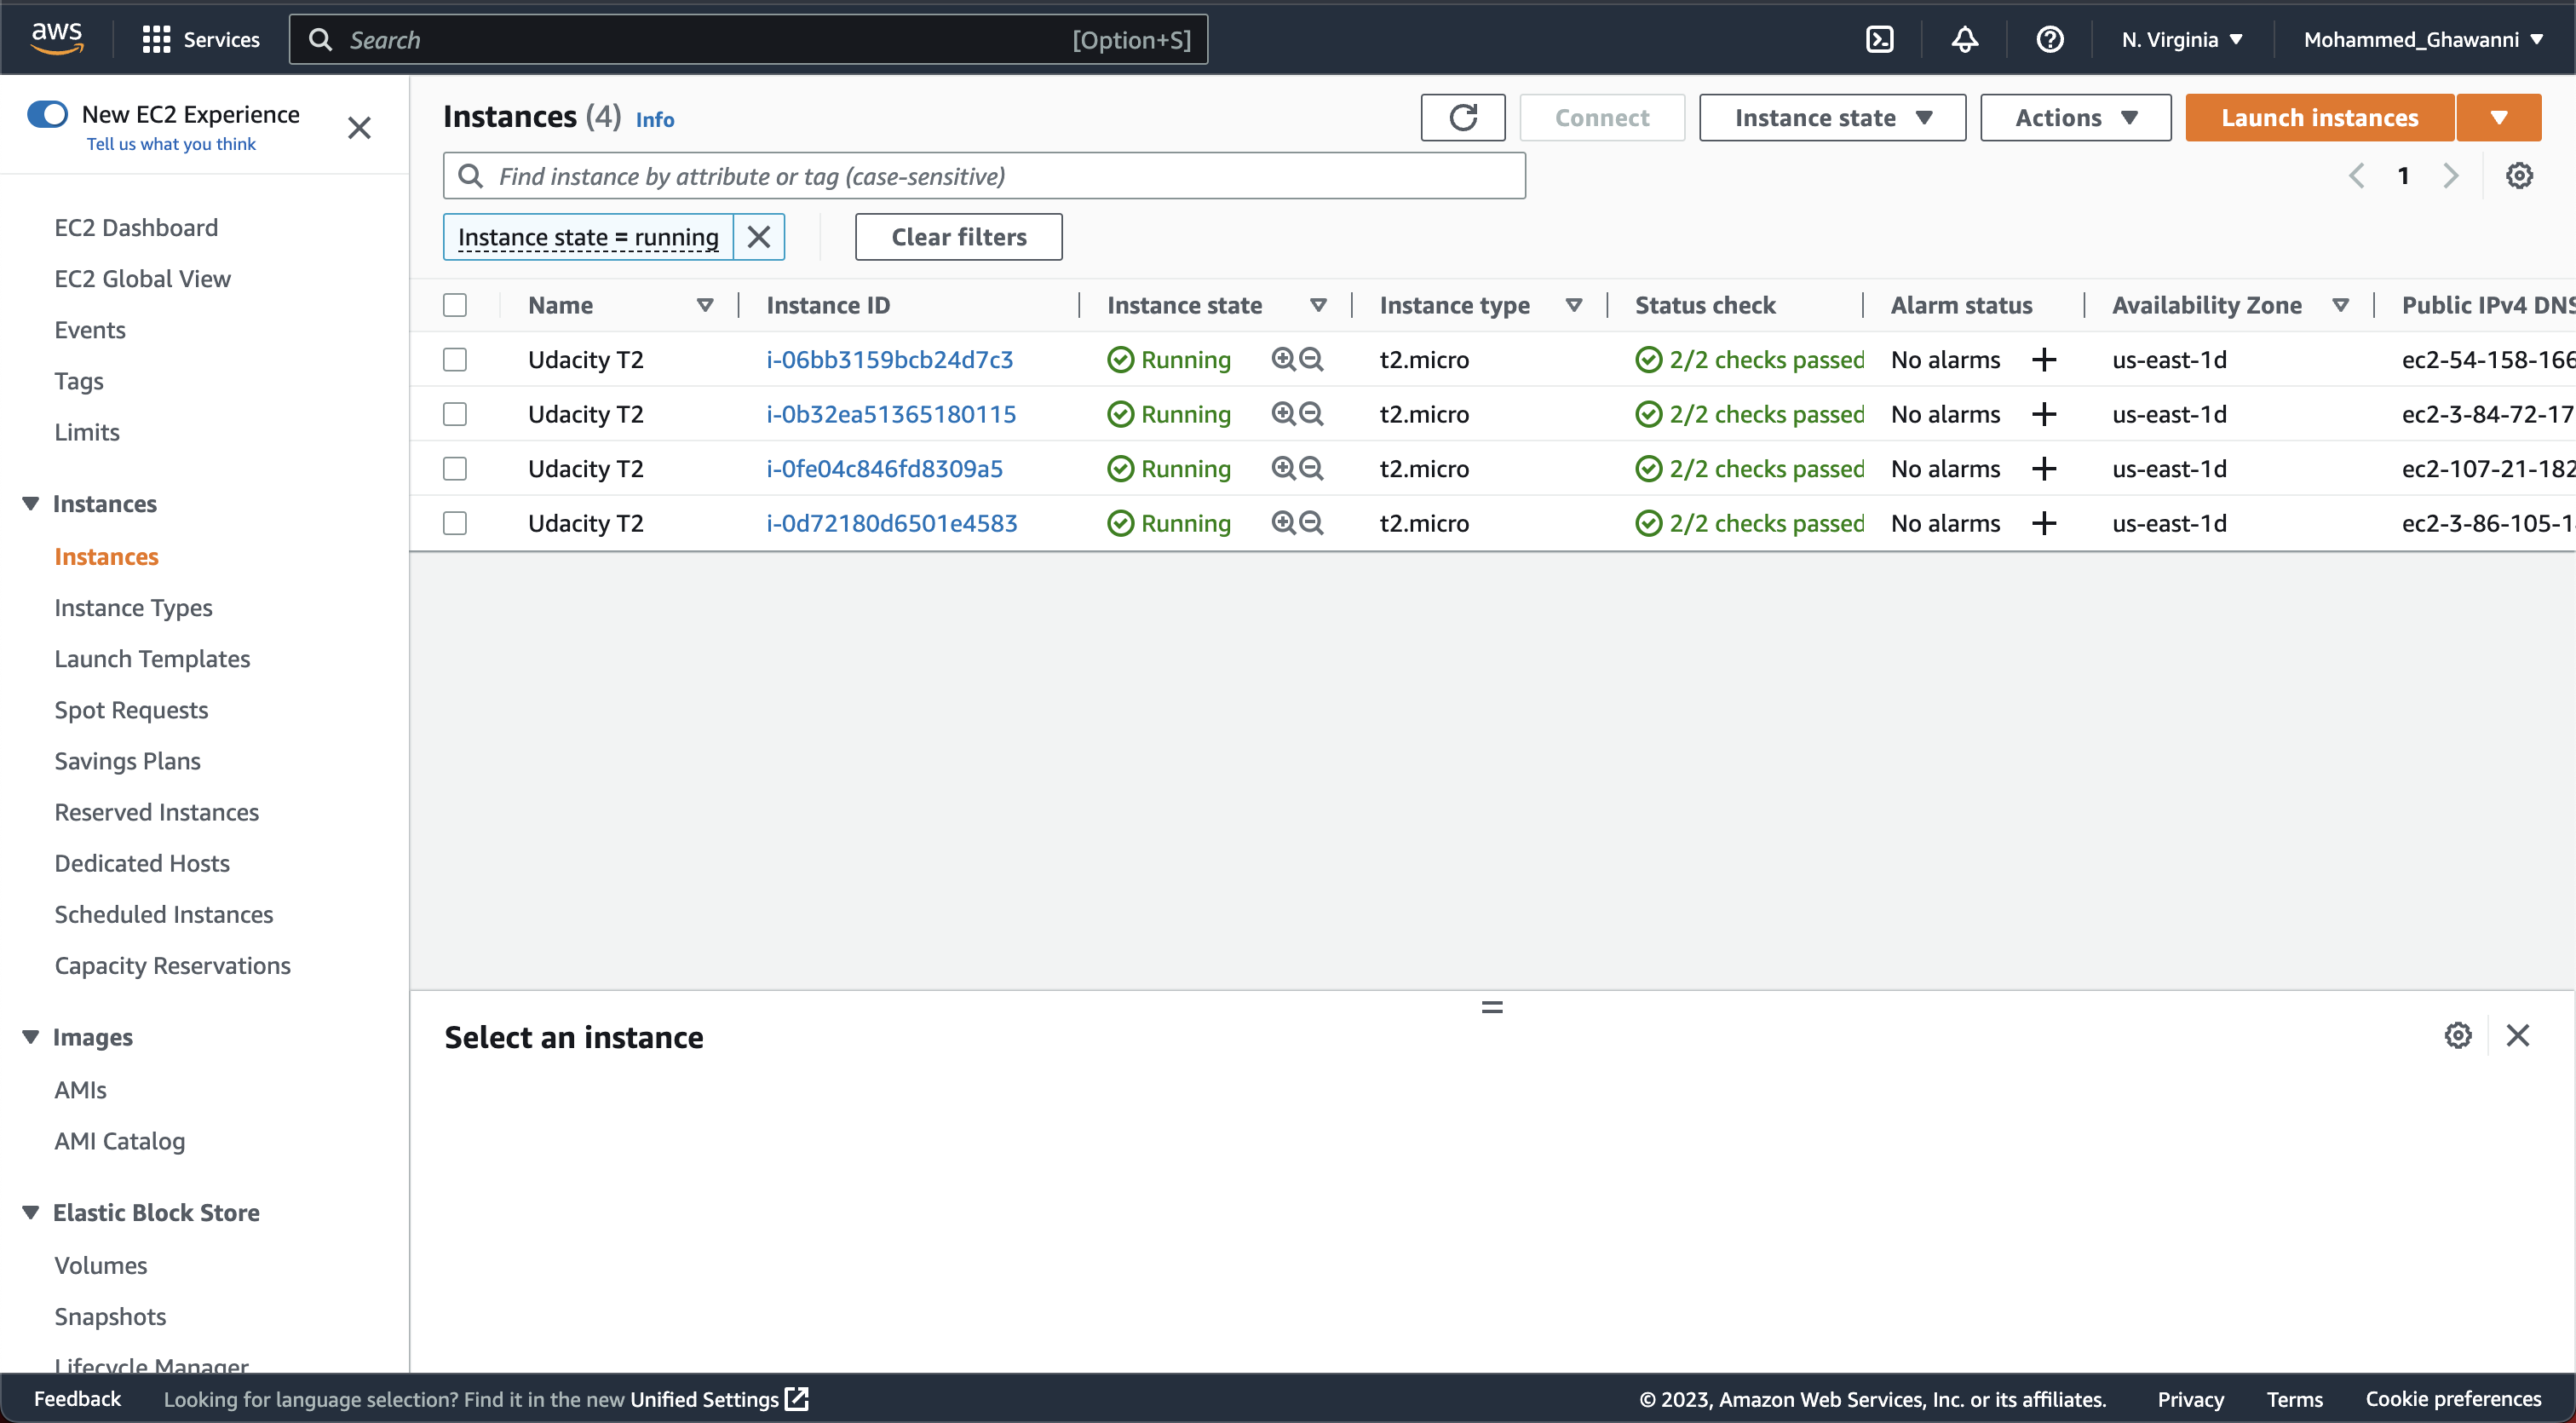 aws
Services
Search
[Option+S]
N. Virginia
Mohammed_Ghawanni
New EC2 Experience
Tell us what you think
EC2 Dashboard
EC2 Global View
Events
Tags
Limits
Instances
Instances
Instance Types
Launch Templates
Spot Requests
Savings Plans
Reserved Instances
Dedicated Hosts
Scheduled Instances
Capacity Reservations
Images
AMIs
AMI Catalog
Elastic Block Store
Volumes
Snapshots
Lifecycle Manager
Instances (4) Info
Connect
Instance state
Actions
Launch instances
Find instance by attribute or tag (case-sensitive)
1
Instance state = running
Clear filters
Name Instance ID Instance state Instance type Status check Alarm status Availability Zone Public IPv4 DNS
Udacity T2 i-06bb3159bcb24d7c3 Running t2.micro 2/2 checks passed No alarms + us-east-1d ec2-54-158-166
Udacity T2 i-0b32ea51365180115 Running t2.micro 2/2 checks passed No alarms + us-east-1d ec2-3-84-72-17
Udacity T2 i-0fe04c846fd8309a5 Running t2.micro 2/2 checks passed No alarms + us-east-1d ec2-107-21-182
Udacity T2 i-0d72180d6501e4583 Running t2.micro 2/2 checks passed No alarms + us-east-1d ec2-3-86-105-1
Select an instance
Feedback
Looking for language selection? Find it in the new Unified Settings
© 2023, Amazon Web Services, Inc. or its affiliates.
Privacy
Terms
Cookie preferences